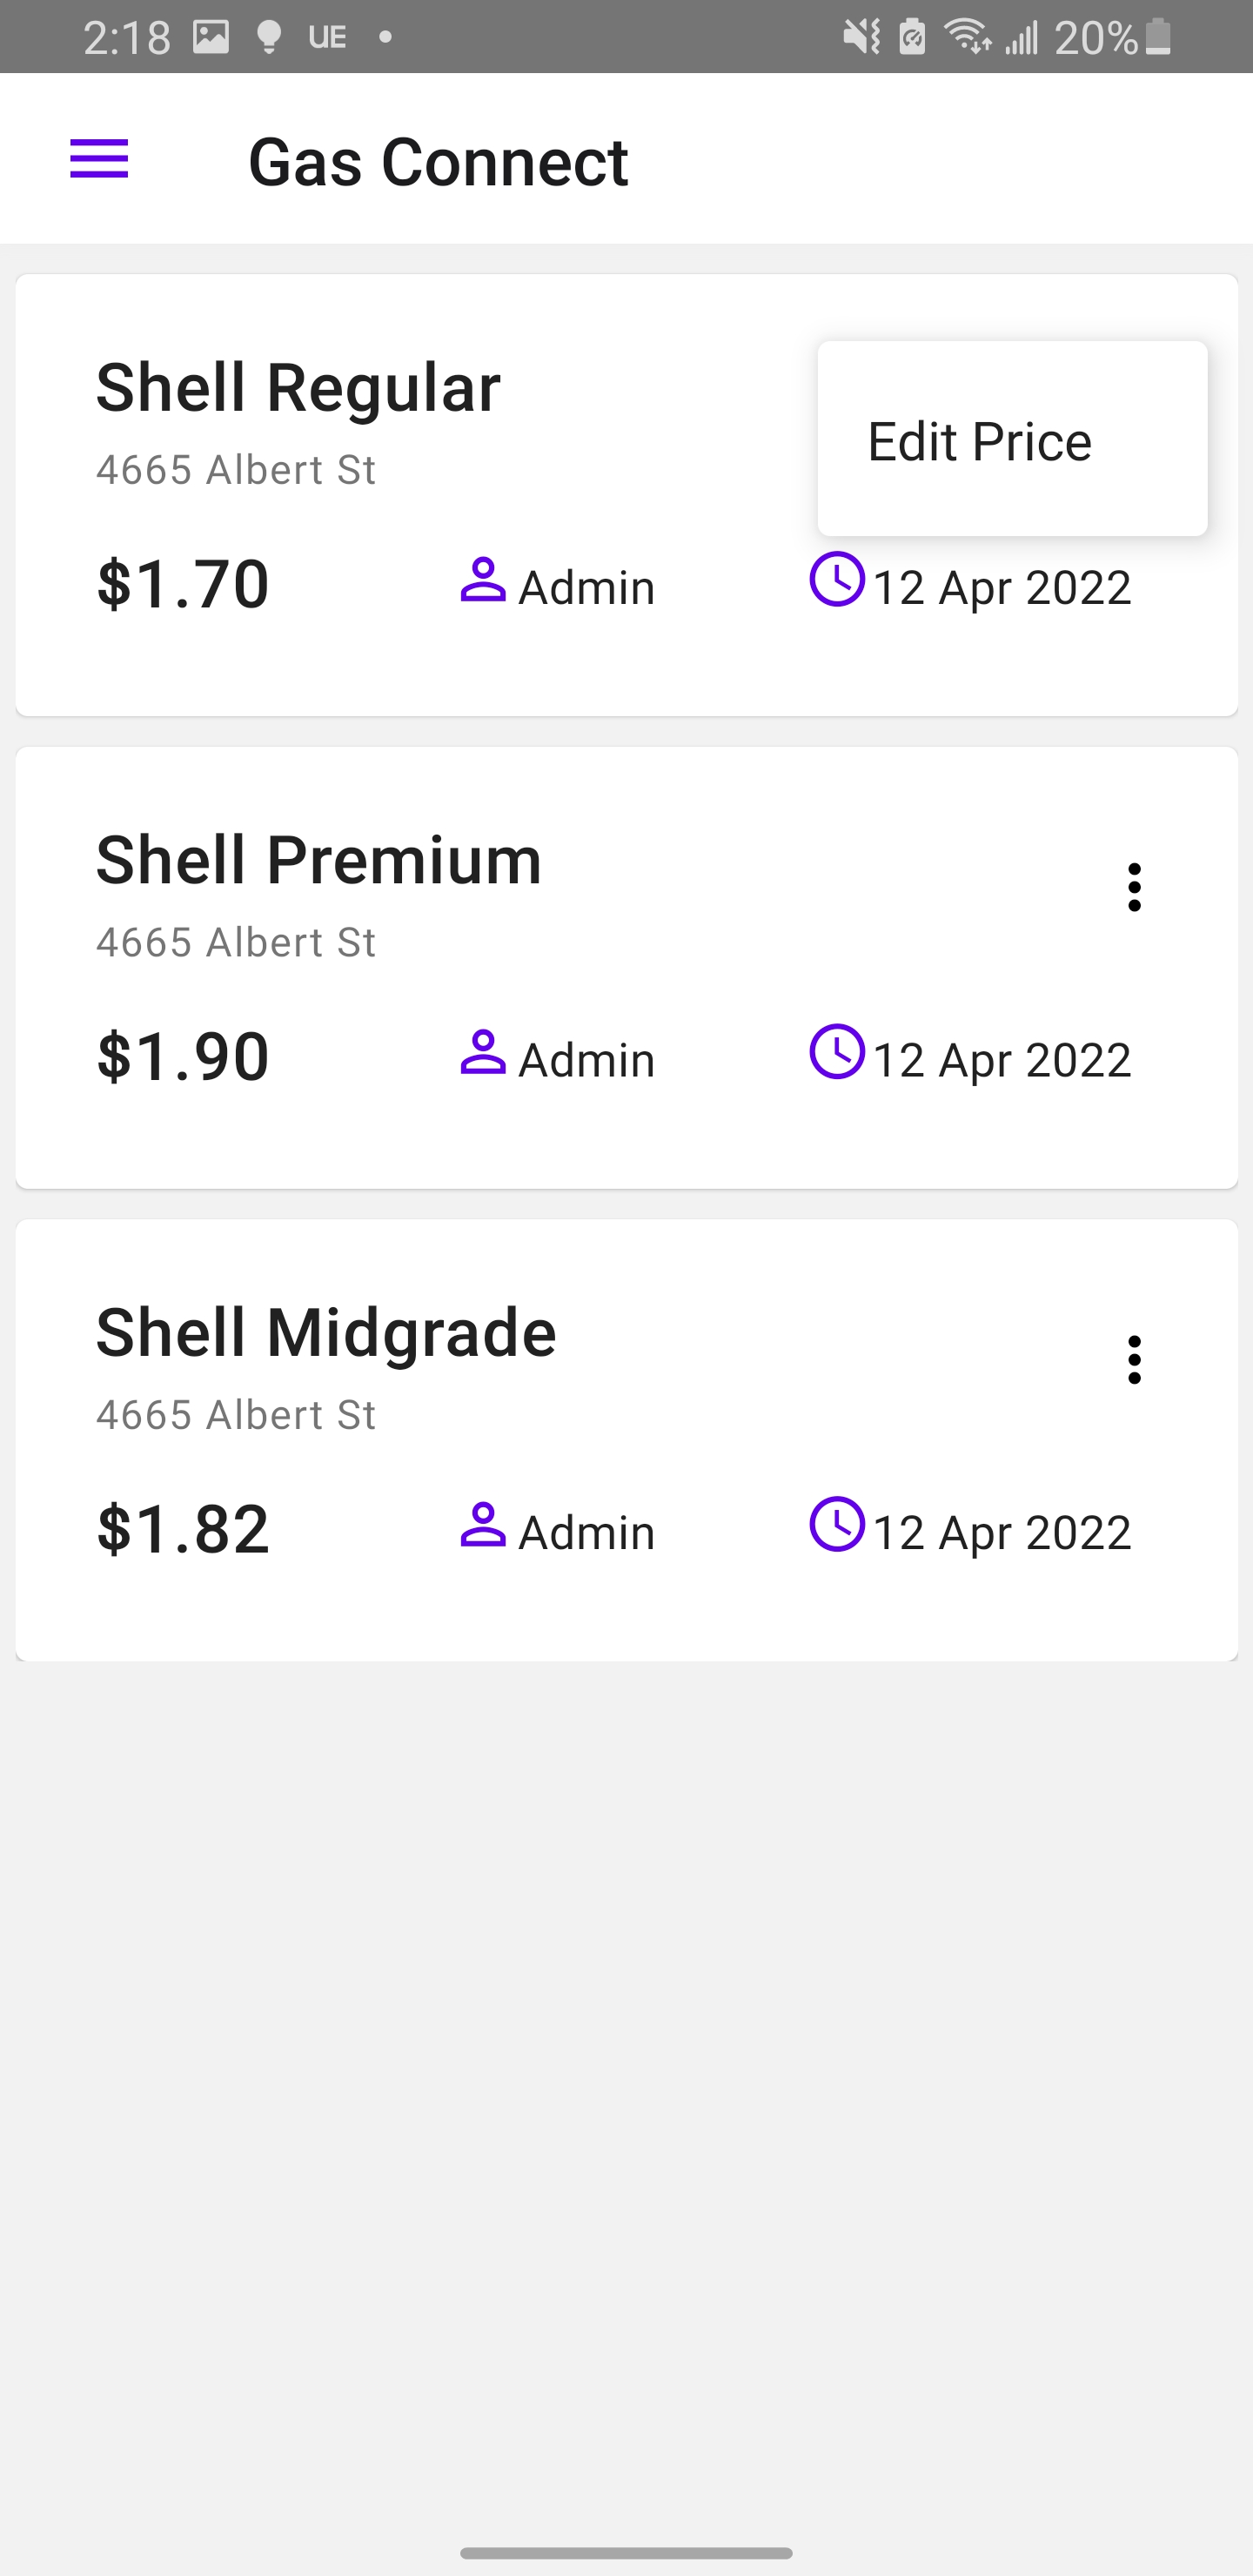 2:18 UE 20%
Gas Connect
Shell Regular
4665 Albert St
Edit Price
$1.70 Admin 12 Apr 2022
Shell Premium
4665 Albert St
$1.90 Admin 12 Apr 2022
Shell Midgrade
4665 Albert St
$1.82 Admin 12 Apr 2022